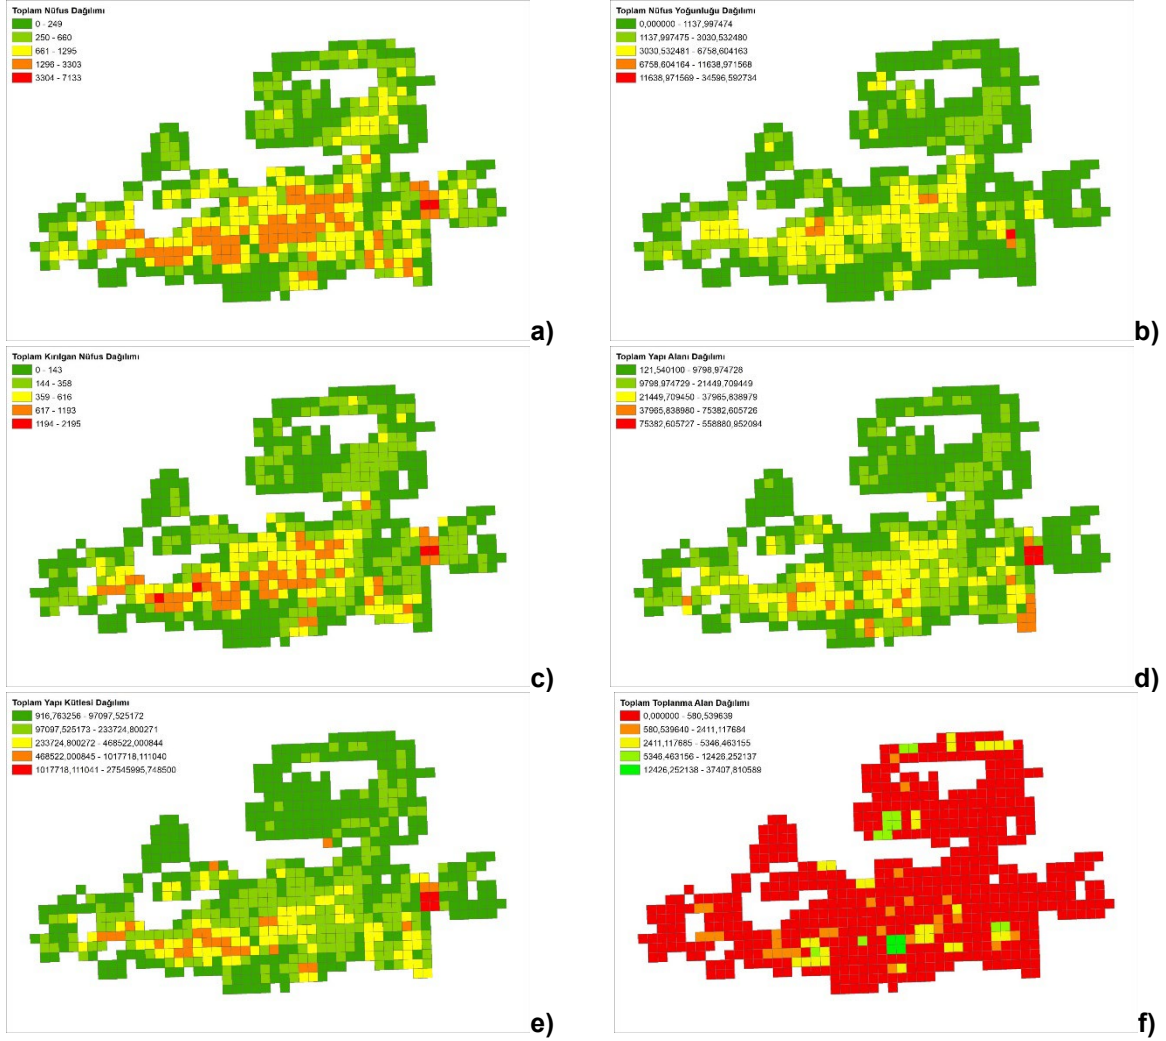 Toplam Nüfus Dağılımı
0 - 249
250 - 660
661 - 1295
1296 - 3303
3304 - 7133
a)
Toplam Nüfus Yoğunluğu Dağılımı
0,000000 - 1137,997474
1137,997475 - 3030,532480
3030,532481 - 6758,604163
6758,604164 - 11638,971568
11638,971569 - 34596,592734
b)
Toplam Kırılgan Nüfus Dağılımı
0 - 143
144 - 358
359 - 616
617 - 1193
1194 - 2195
c)
Toplam Yapı Alanı Dağılımı
121,540100 - 9798,974728
9798,974729 - 21449,709449
21449,709450 - 37965,838979
37965,838980 - 75382,605726
75382,605727 - 558880,952094
d)
Toplam Yapı Kütlesi Dağılımı
916,763256 - 97097,525172
97097,525173 - 233724,800271
233724,800272 - 468522,000844
468522,000845 - 1017718,111040
1017718,111041 - 27545995,748500
e)
Toplam Toplanma Alan Dağılımı
0,000000 - 580,539639
580,539640 - 2411,117684
2411,117685 - 5346,463155
5346,463156 - 12426,252137
12426,252138 - 37407,810589
f)